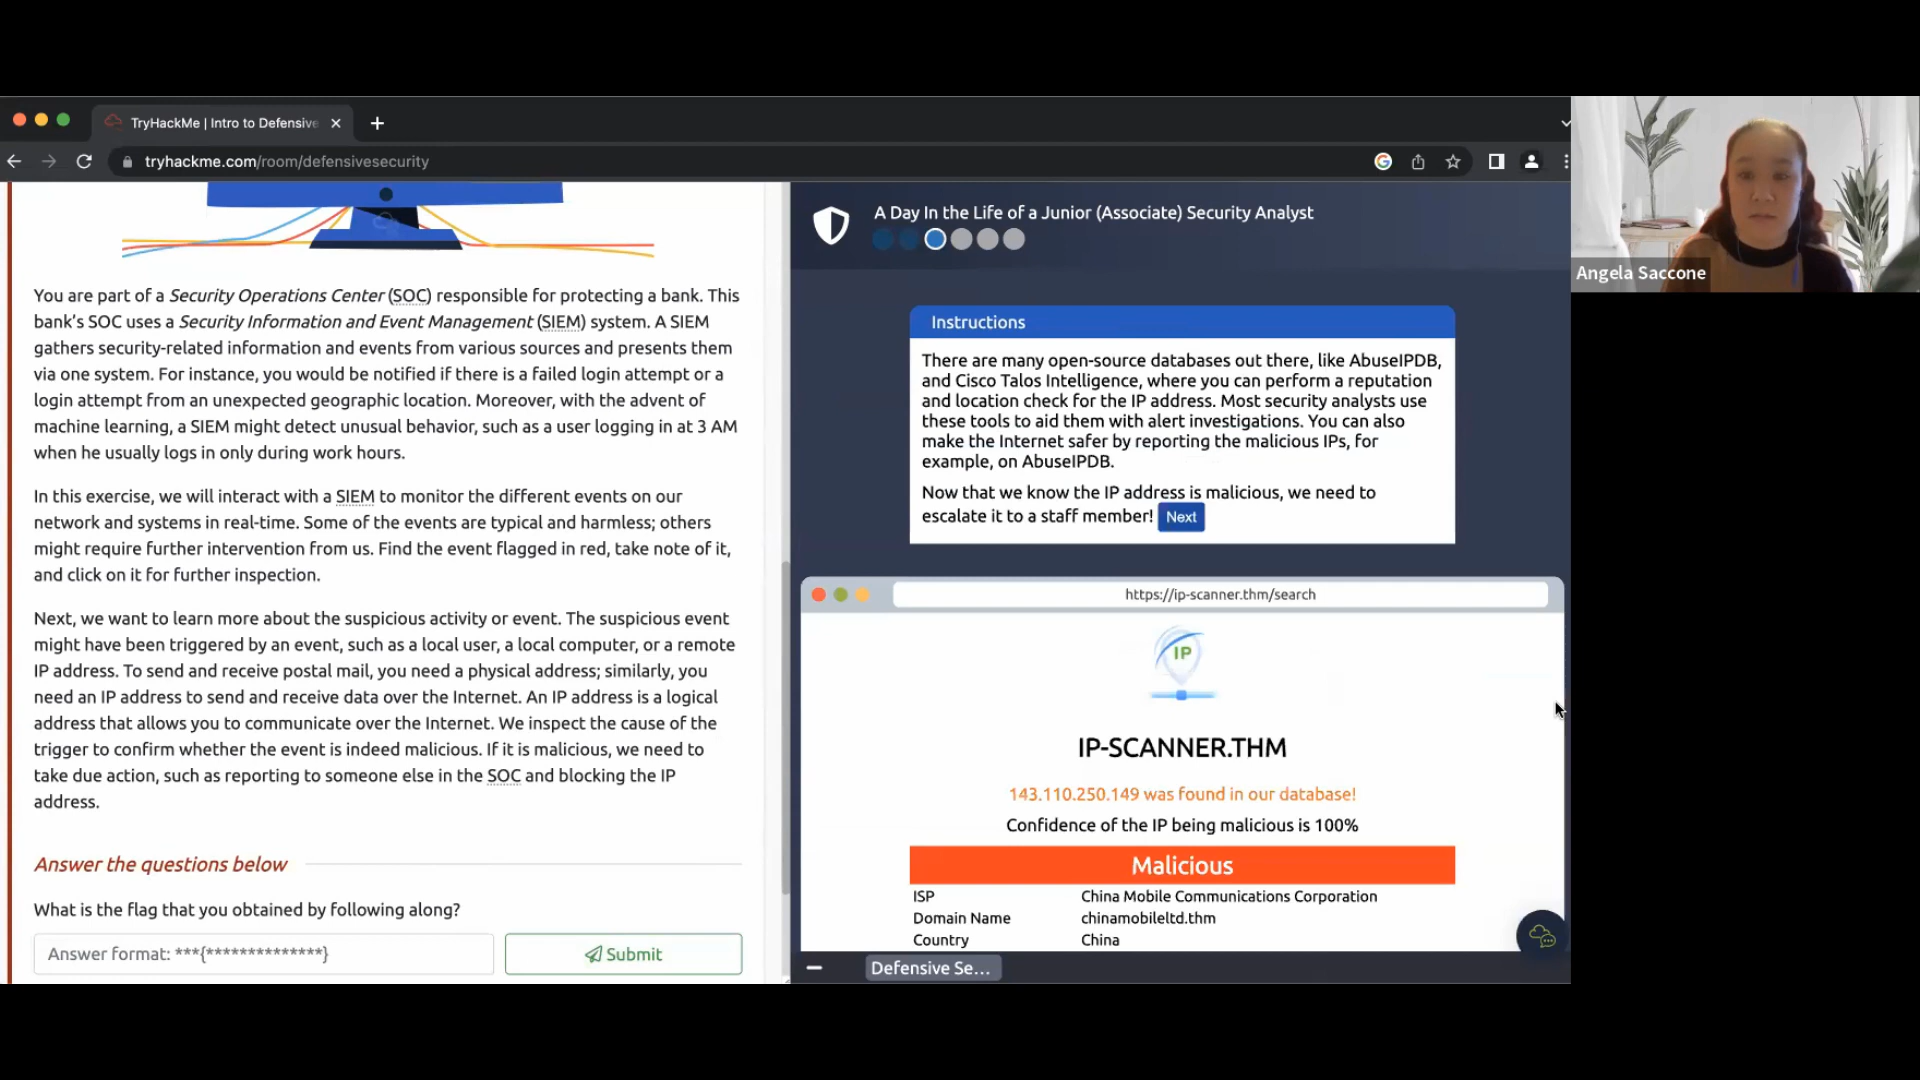 TryHackMe | Intro to Defensive
tryhackme.com/room/defensivesecurity
You are part of a Security Operations Center (SOC) responsible for protecting a bank. This
bank's SOC uses a Security Information and Event Management (SIEM) system. A SIEM
gathers security-related information and events from various sources and presents them
via one system. For instance, you would be notified if there is a failed login attempt or a
login attempt from an unexpected geographic location. Moreover, with the advent of
machine learning, a SIEM might detect unusual behavior, such as a user logging in at 3 AM
when he usually logs in only during work hours.
In this exercise, we will interact with a SIEM to monitor the different events on our
network and systems in real-time. Some of the events are typical and harmless; others
might require further intervention from us. Find the event flagged in red, take note of it,
and click on it for further inspection.
Next, we want to learn more about the suspicious activity or event. The suspicious event
might have been triggered by an event, such as a local user, a local computer, or a remote
IP address. To send and receive postal mail, you need a physical address; similarly, you
need an IP address to send and receive data over the Internet. An IP address is a logical
address that allows you to communicate over the Internet. We inspect the cause of the
trigger to confirm whether the event is indeed malicious. If it is malicious, we need to
take due action, such as reporting to someone else in the SOC and blocking the IP
address.
Answer the questions below
What is the flag that you obtained by following along?
Answer format: ***{**************}
Submit
A Day In the Life of a Junior (Associate) Security Analyst
Instructions
There are many open-source databases out there, like AbuseIPDB,
and Cisco Talos Intelligence, where you can perform a reputation
and location check for the IP address. Most security analysts use
these tools to aid them with alert investigations. You can also
make the Internet safer by reporting the malicious IPs, for
example, on AbuseIPDB.
Now that we know the IP address is malicious, we need to
escalate it to a staff member! Next
https://ip-scanner.thm/search
IP
IP-SCANNER.THM
143.110.250.149 was found in our database!
Confidence of the IP being malicious is 100%
Malicious
ISP China Mobile Communications Corporation
Domain Name chinamobileltd.thm
Country China
Defensive Se...
Angela Saccone